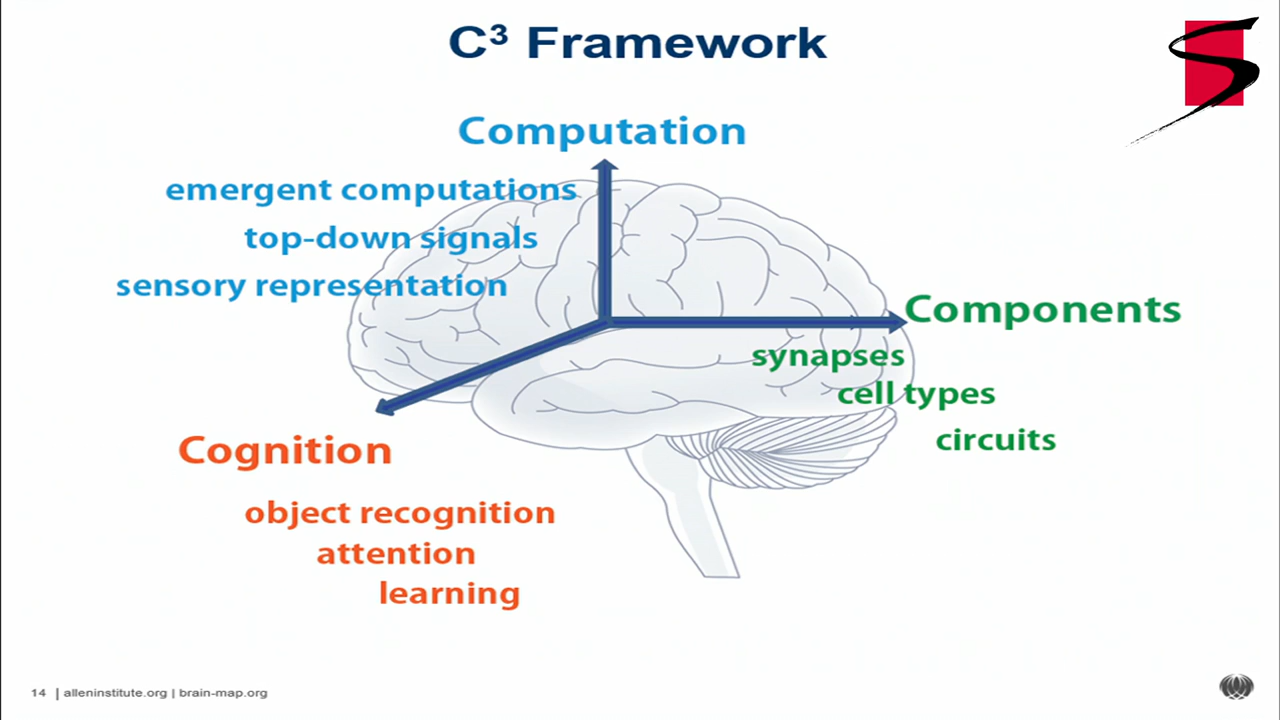 C³ Framework
Computation
emergent computations
top-down signals
sensory representation
Components
synapses
cell types
circuits
Cognition
object recognition
attention
learning
14 | alleninstitute.org | brain-map.org